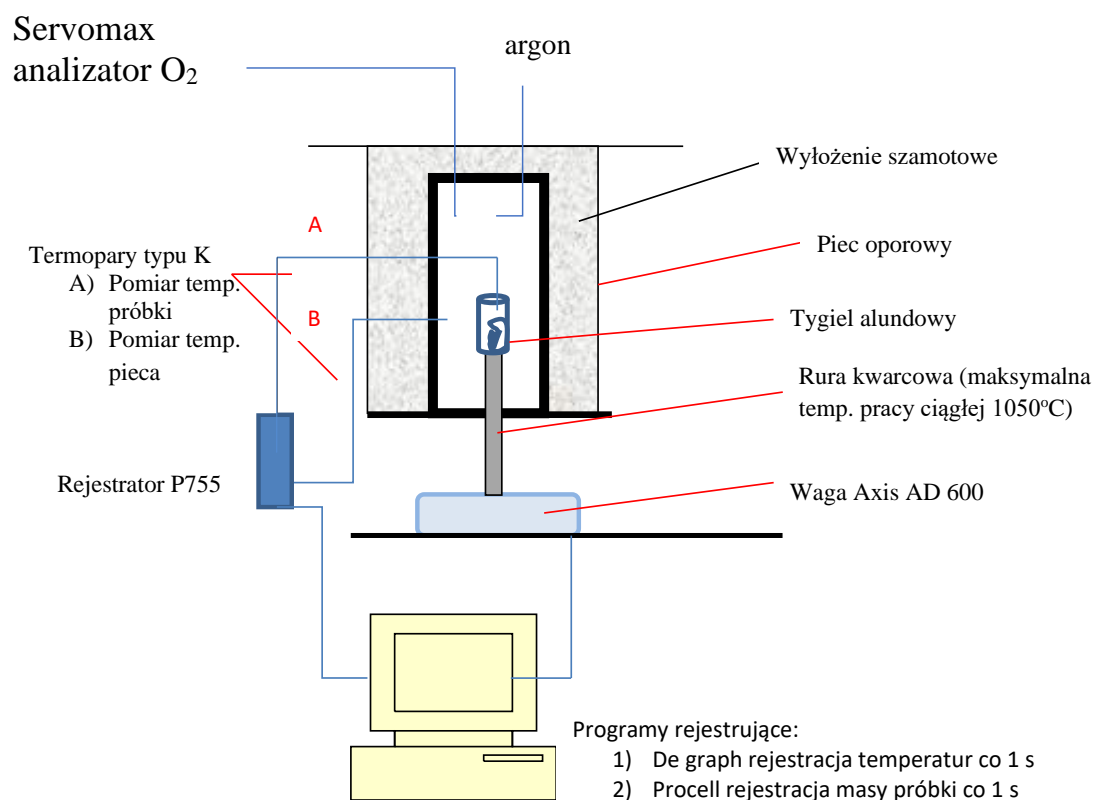 Servomax
analizator O₂
argon
Wyłożenie szamotowe
A
Piec oporowy
Termopary typu K
A) Pomiar temp.
próbki
B) Pomiar temp.
pieca
B
Tygiel alundowy
Rura kwarcowa (maksymalna
temp. pracy ciągłej 1050°C)
Rejestrator P755
Waga Axis AD 600
Programy rejestrujące:
1) De graph rejestracja temperatur co 1 s
2) Procell rejestracja masy próbki co 1 s